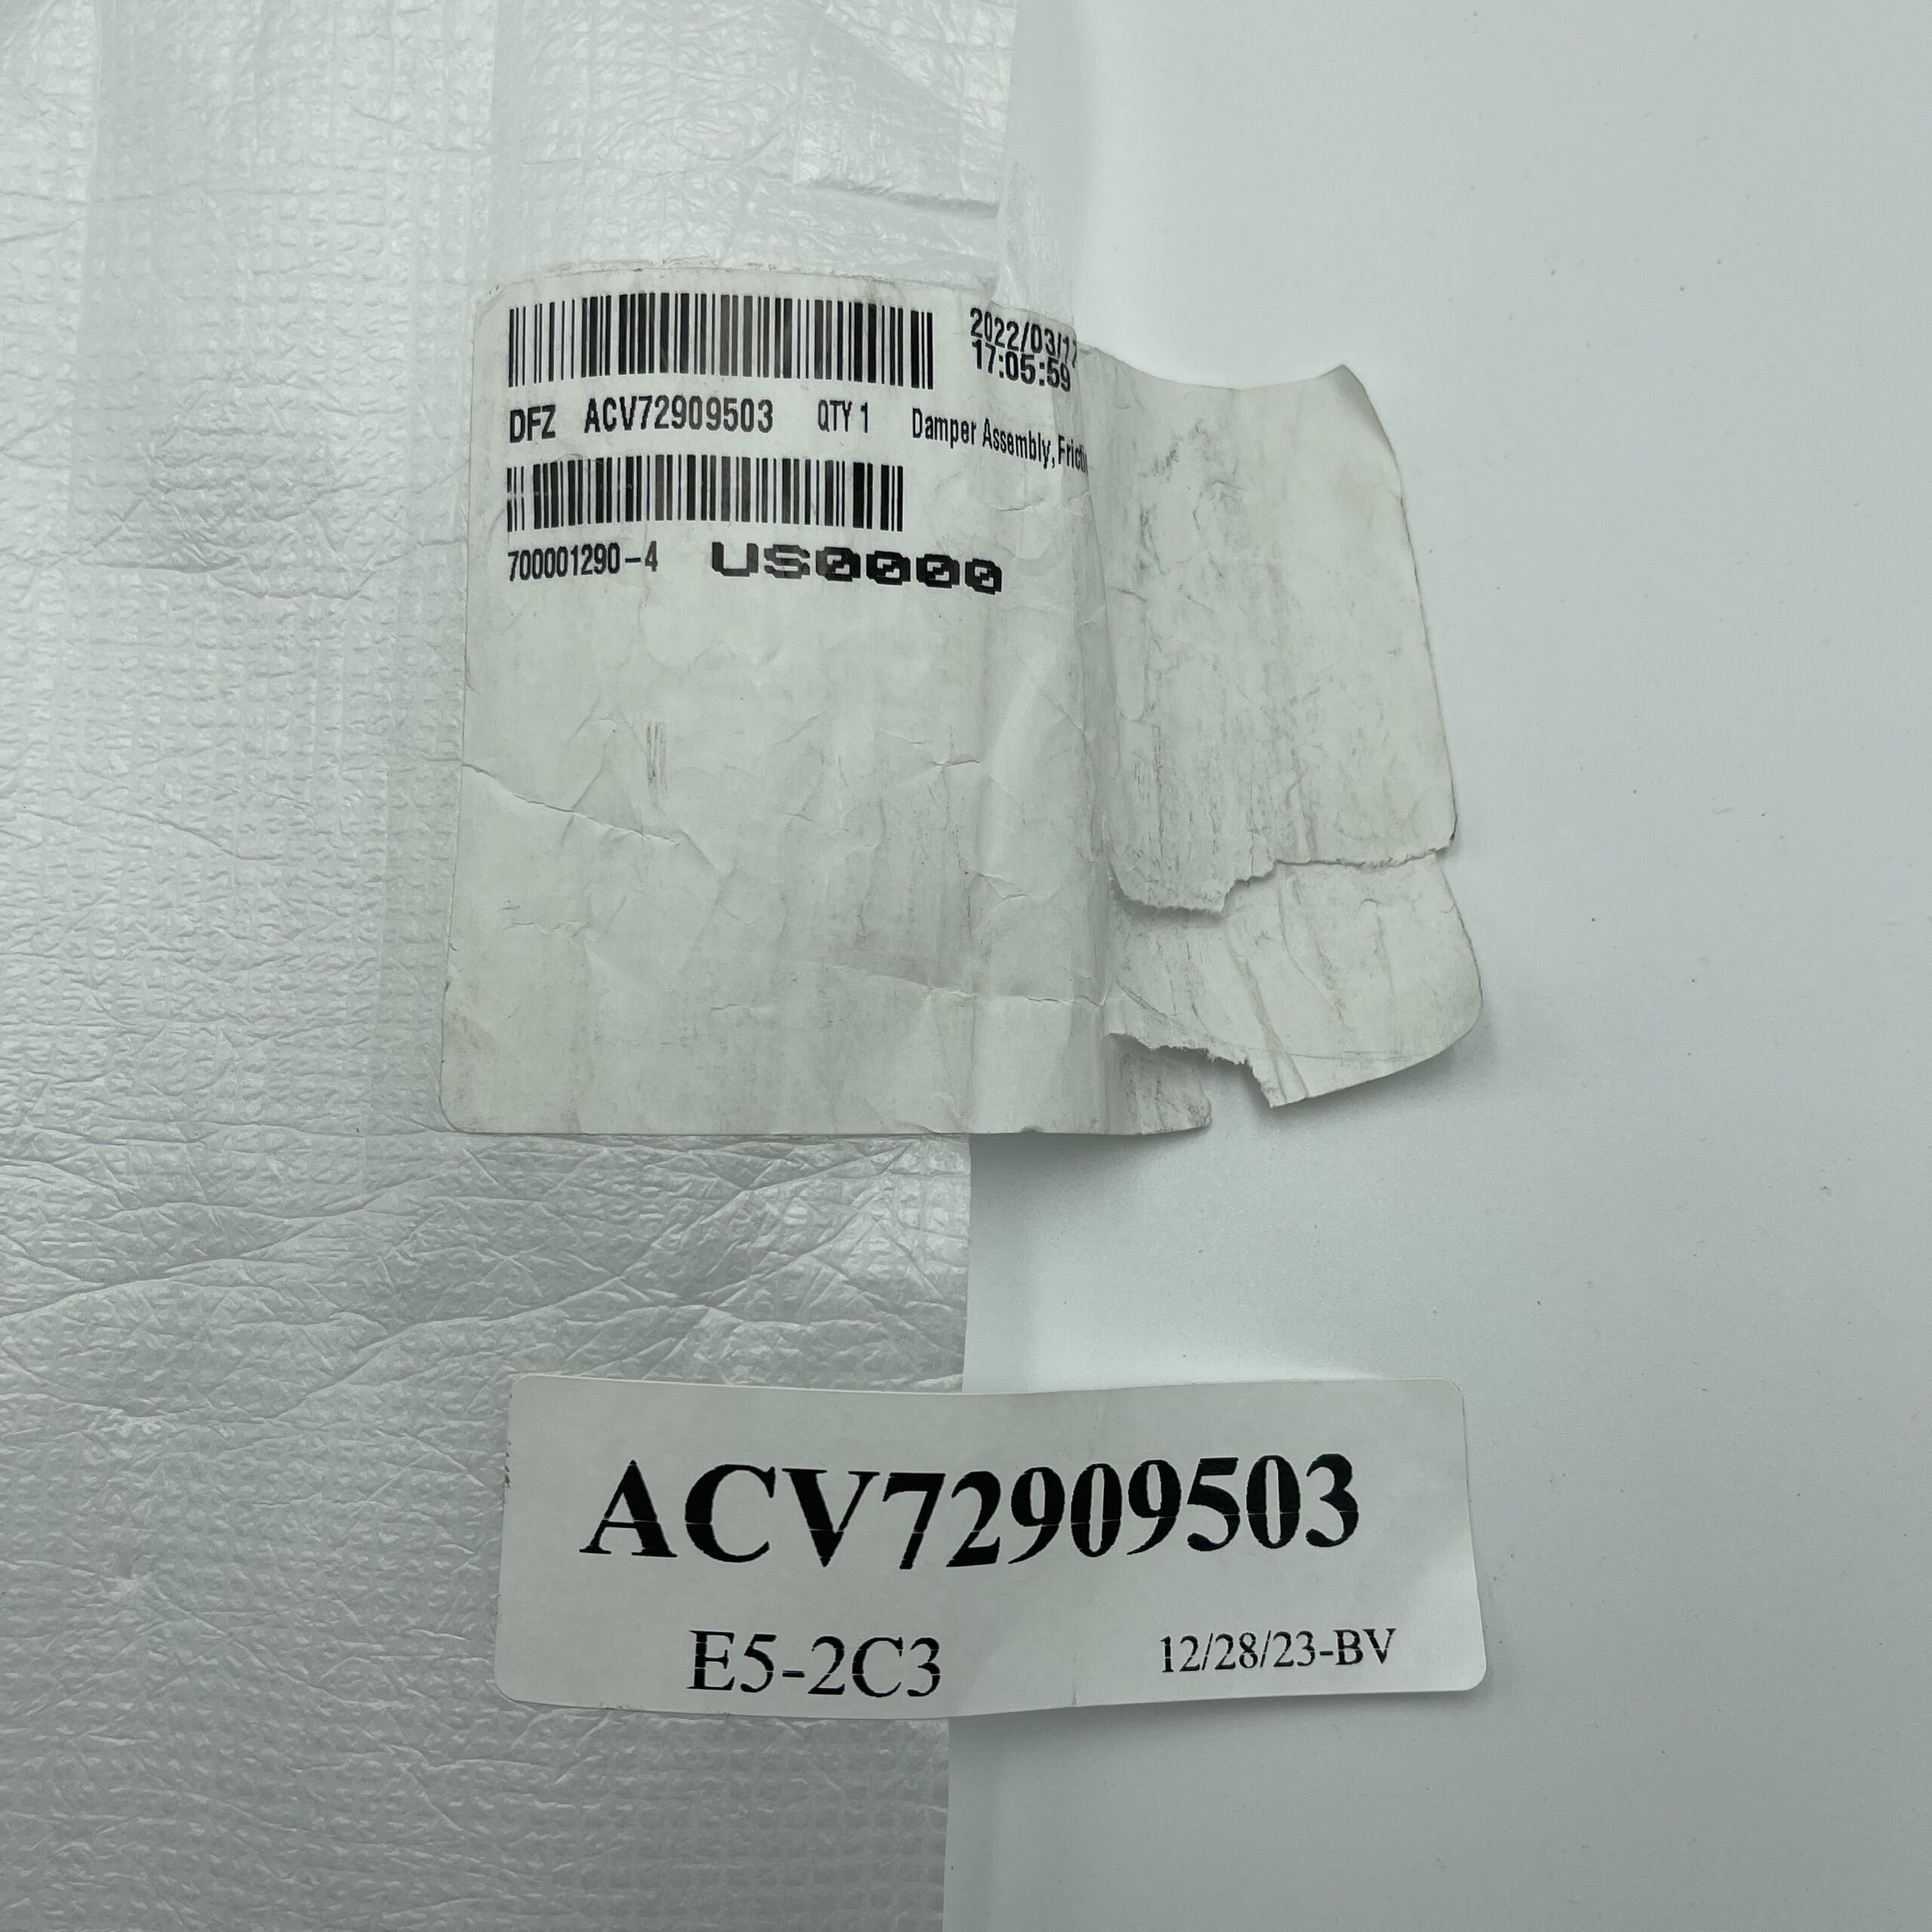 2022/03/17
17:05:59
DFZ ACV72909503 QTY 1 Damper Assembly,
700001290-4 US0000
ACV72909503
E5-2C3 12/28/23-BV